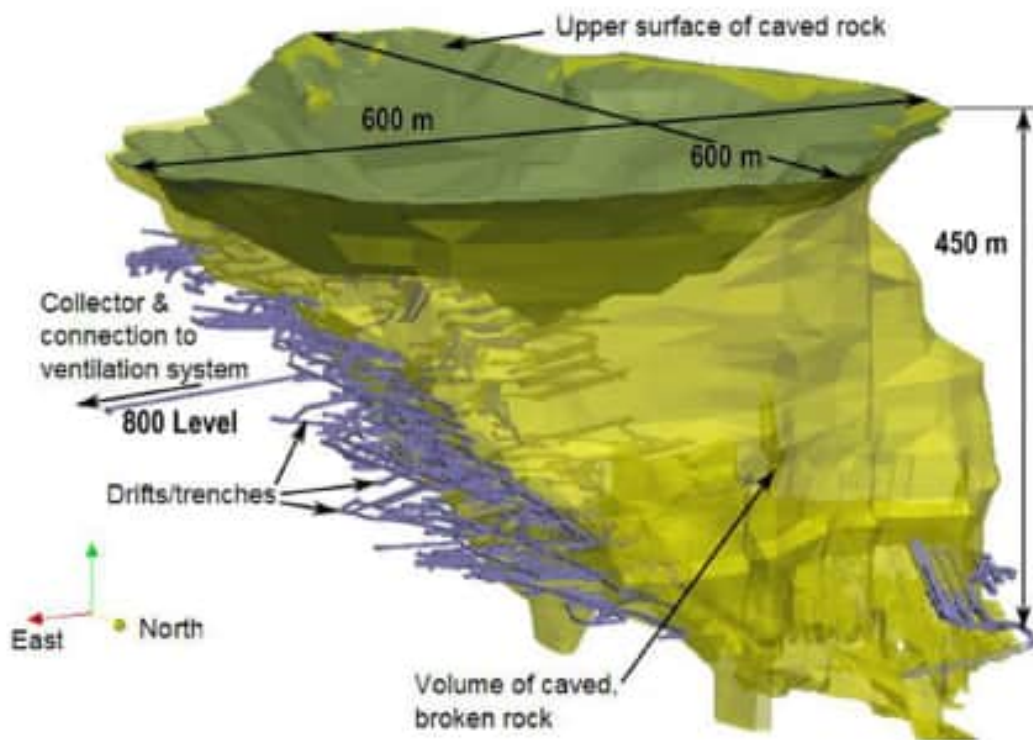 Upper surface of caved rock
600 m
600 m
450 m
Collector &
connection to
ventilation system
800 Level
Drifts/trenches
East
North
Volume of caved,
broken rock